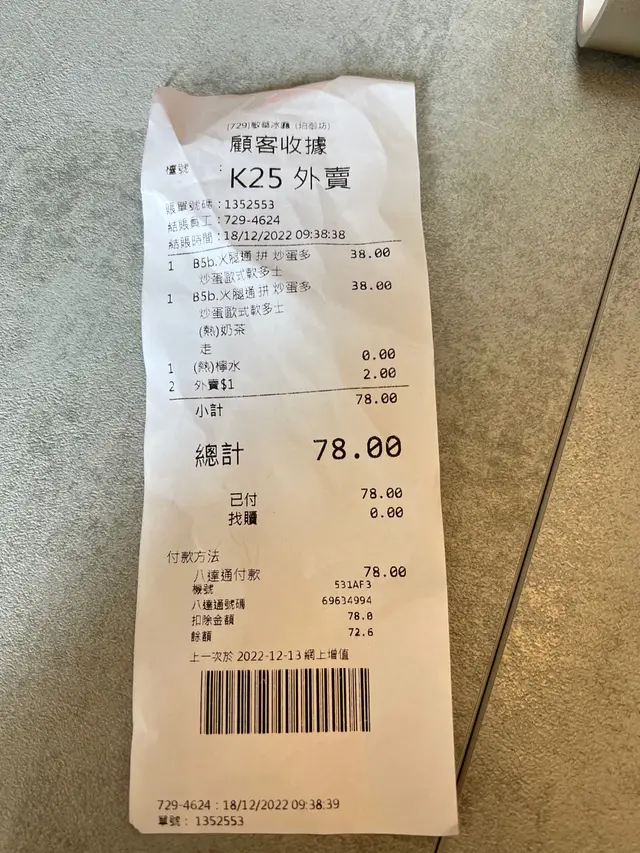 (729)敏華冰廳 (珀御坊)
顧客收據
檯號 : K25 外賣
賬單號碼 : 1352553
結賬員工 : 729-4624
結賬時間 : 18/12/2022 09:38:38
1 B5b.火腿通 拼 炒蛋多 38.00
炒蛋歐式軟多士
1 B5b.火腿通 拼 炒蛋多 38.00
炒蛋歐式軟多士
(熱)奶茶
走
1 (熱)檸水 0.00
2 外賣$1 2.00
小計 78.00
總計 78.00
已付 78.00
找贖 0.00
付款方法
八達通付款 78.00
機號 531AF3
八達通號碼 69634994
扣除金額 78.0
餘額 72.6
上一次於 2022-12-13 網上增值
729-4624 : 18/12/2022 09:38:39
單號 : 1352553